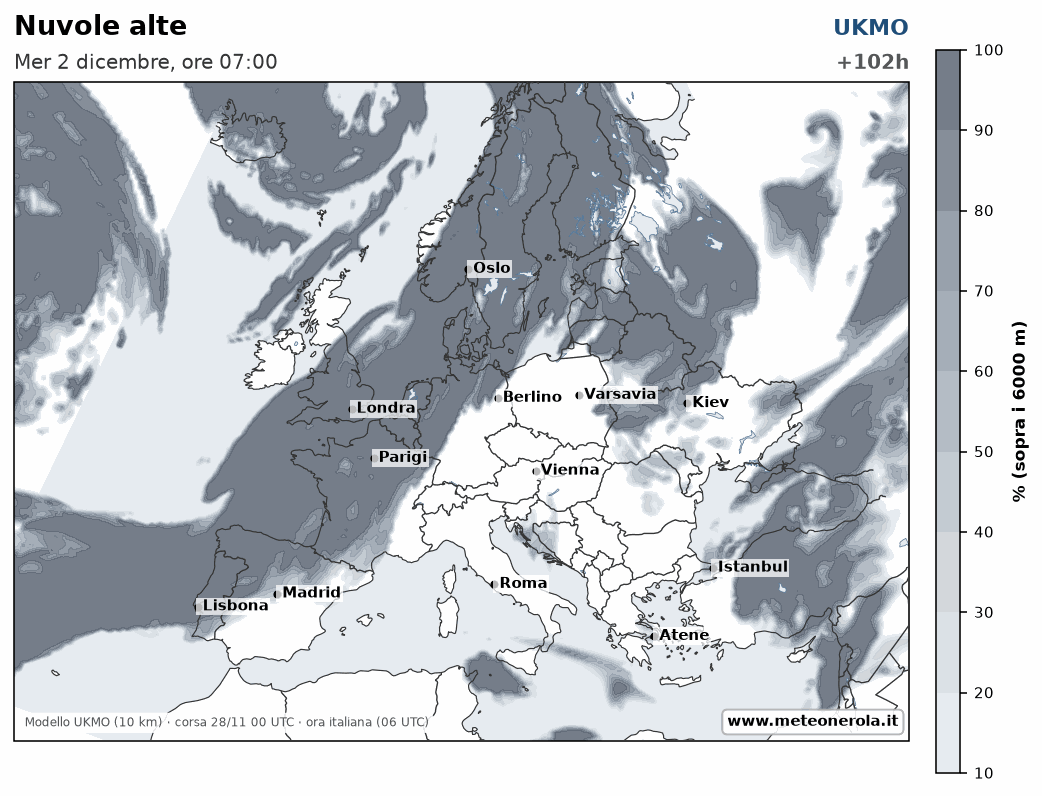 Nuvole alte
UKMO
Mer 2 dicembre, ore 07:00
+102h
100
90
80
70
60
50
40
30
20
10
% (sopra i 6000 m)
Oslo
Berlino
Varsavia
Kiev
Londra
Parigi
Vienna
Istanbul
Roma
Madrid
Lisbona
Atene
Modello UKMO (10 km) · corsa 28/11 00 UTC · ora italiana (06 UTC)
www.meteonerola.it